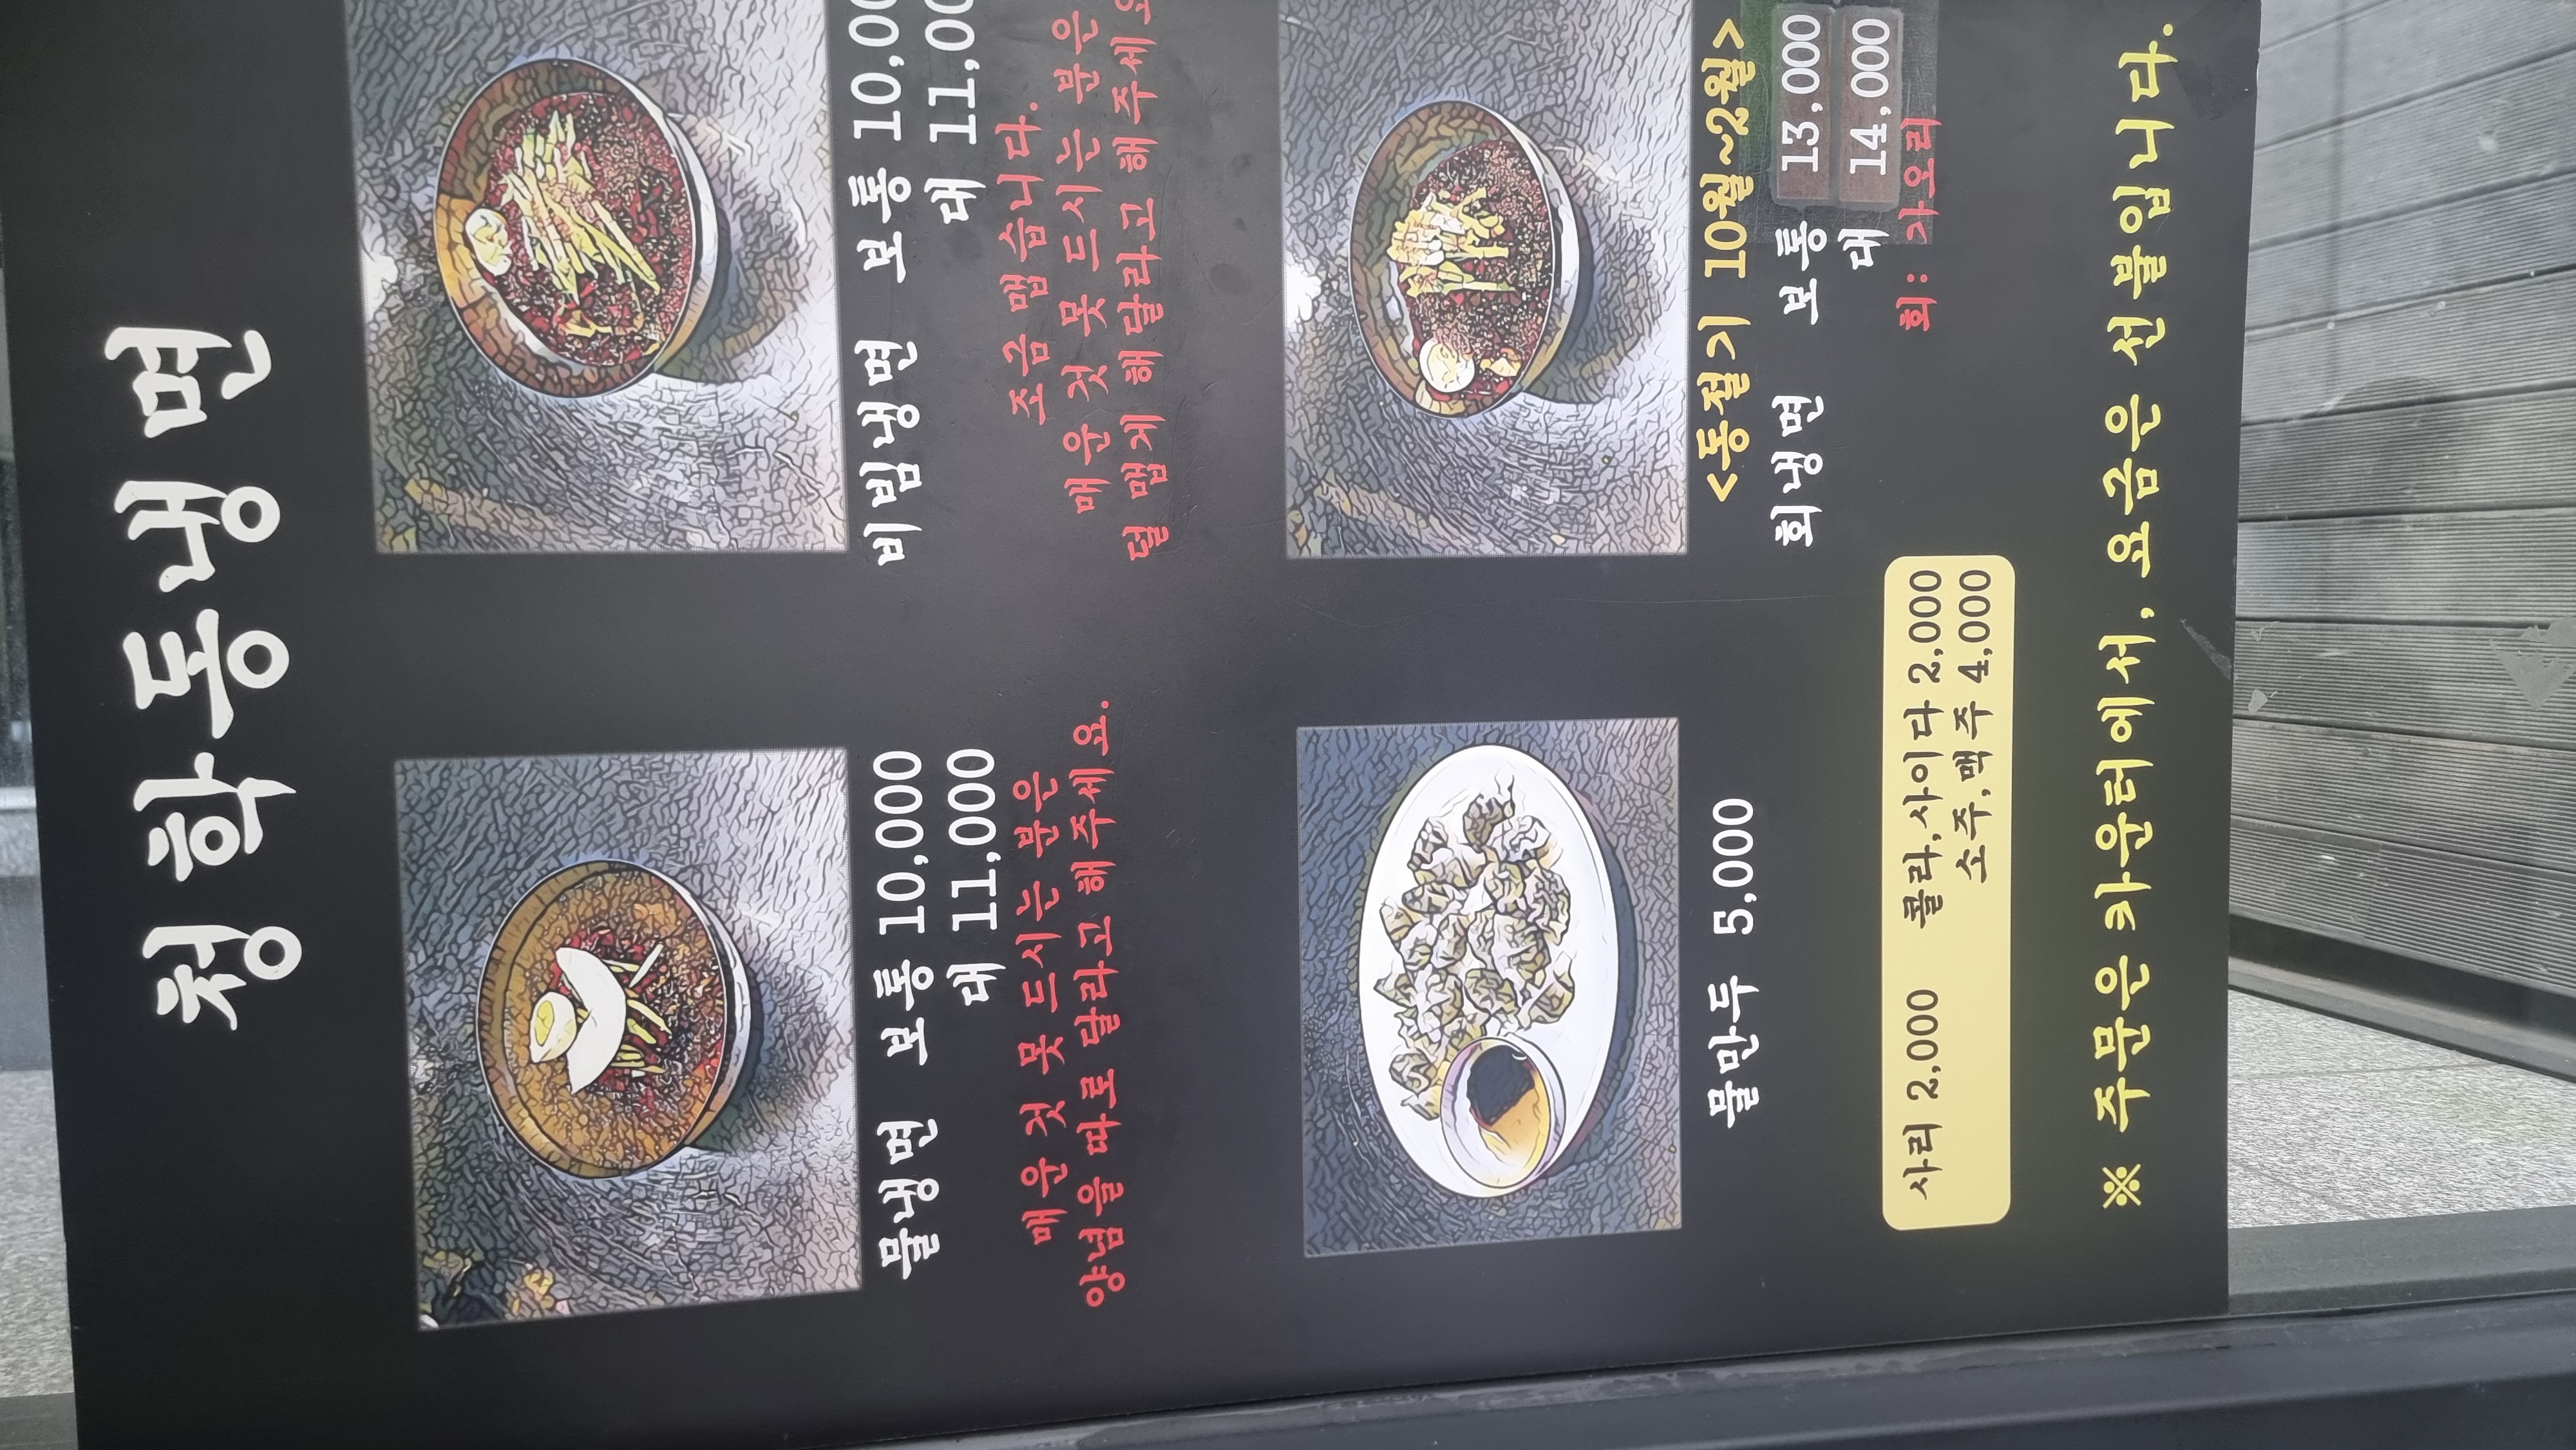 청학동냉면
물냉면 보통 10,000
대 11,000
매운 것 못 드시는 분은
양념을 따로 달라고 해주세요.
비빔냉면 보통 10,00
대 11,00
조금 맵습니다.
매운 것 못 드시는 분은
덜 맵게 해달라고 해주세요
물만두 5,000
<동절기 10월~2월>
회냉면 보통 13,000
대 14,000
회: 가오리
사리 2,000 콜라,사이다 2,000
소주,맥주 4,000
※ 주문은 카운터에서, 요금은 선불입니다.